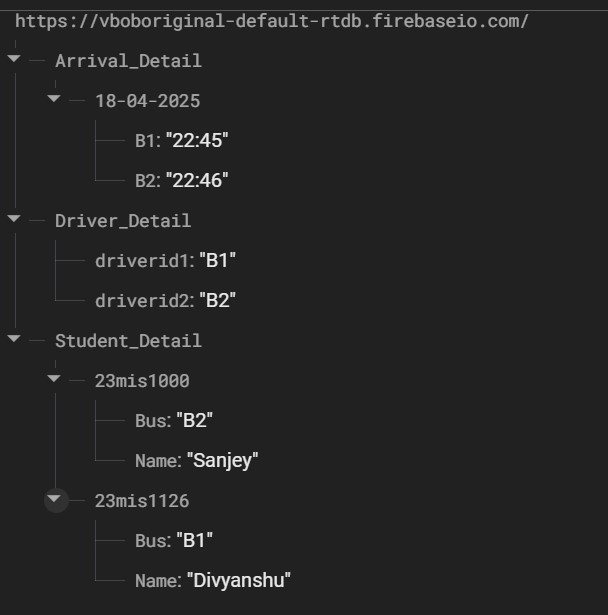 https://vboboriginal-default-rtdb.firebaseio.com/
Arrival_Detail
18-04-2025
B1: "22:45"
B2: "22:46"
Driver_Detail
driverid1: "B1"
driverid2: "B2"
Student_Detail
23mis1000
Bus: "B2"
Name: "Sanjey"
23mis1126
Bus: "B1"
Name: "Divyanshu"